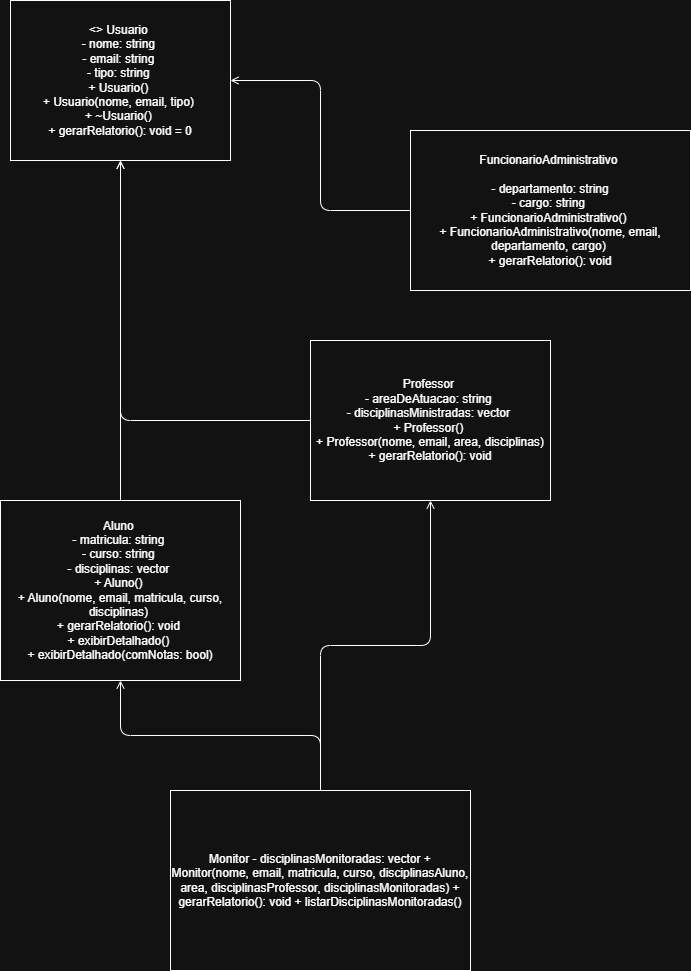 <> Usuario
- nome: string
- email: string
- tipo: string
+ Usuario()
+ Usuario(nome, email, tipo)
+ ~Usuario()
+ gerarRelatorio(): void = 0
FuncionarioAdministrativo
- departamento: string
- cargo: string
+ FuncionarioAdministrativo()
+ FuncionarioAdministrativo(nome, email,
departamento, cargo)
+ gerarRelatorio(): void
Professor
- areaDeAtuacao: string
- disciplinasMinistradas: vector
+ Professor()
+ Professor(nome, email, area, disciplinas)
+ gerarRelatorio(): void
Aluno
- matricula: string
- curso: string
- disciplinas: vector
+ Aluno()
+ Aluno(nome, email, matricula, curso,
disciplinas)
+ gerarRelatorio(): void
+ exibirDetalhado()
+ exibirDetalhado(comNotas: bool)
Monitor - disciplinasMonitoradas: vector +
Monitor(nome, email, matricula, curso, disciplinasAluno,
area, disciplinasProfessor, disciplinasMonitoradas) +
gerarRelatorio(): void + listarDisciplinasMonitoradas()